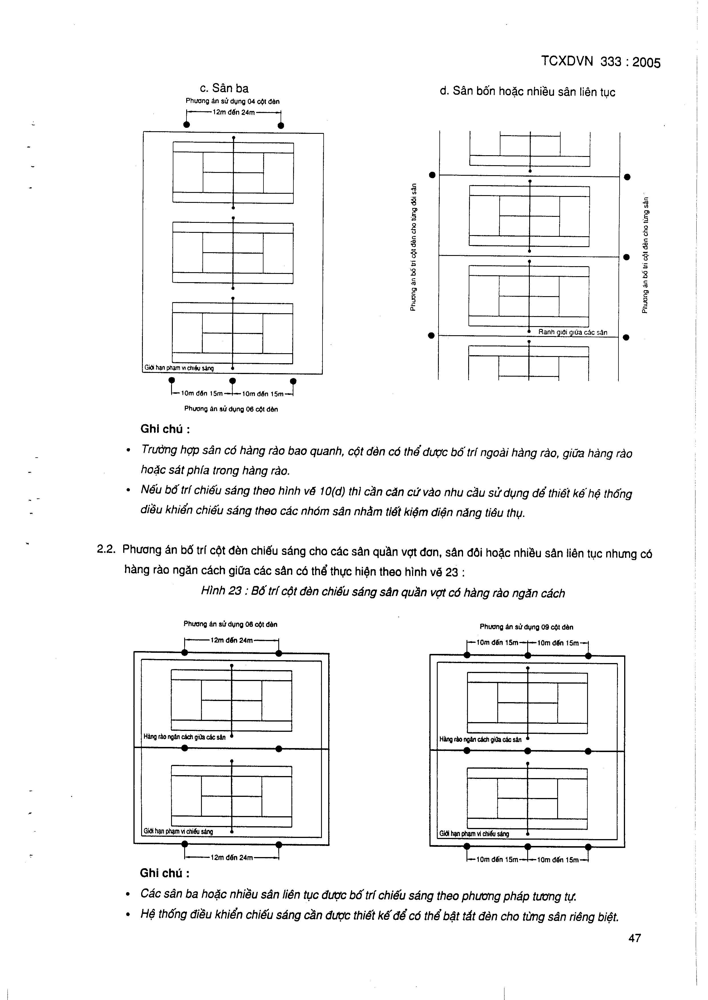 TCXDVN 333 : 2005
c. Sân ba
Phương án sử dụng 04 cột đèn
12m đến 24m
Giới hạn phạm vi chiếu sáng
10m đến 15m 10m đến 15m
Phương án sử dụng 06 cột đèn
d. Sân bốn hoặc nhiều sân liên tục
Phương án bố trí cột đèn cho từng đôi sân
Phương án bố trí cột đèn cho từng sân
Ranh giới giữa các sân
Ghi chú :
• Trường hợp sân có hàng rào bao quanh, cột đèn có thể được bố trí ngoài hàng rào, giữa hàng rào
hoặc sát phía trong hàng rào.
• Nếu bố trí chiếu sáng theo hình vẽ 10(d) thì cần căn cứ vào nhu cầu sử dụng để thiết kế hệ thống
điều khiển chiếu sáng theo các nhóm sân nhằm tiết kiệm điện năng tiêu thụ.
2.2. Phương án bố trí cột đèn chiếu sáng cho các sân quần vợt đơn, sân đôi hoặc nhiều sân liên tục nhưng có
hàng rào ngăn cách giữa các sân có thể thực hiện theo hình vẽ 23 :
Hình 23 : Bố trí cột đèn chiếu sáng sân quần vợt có hàng rào ngăn cách
Phương án sử dụng 06 cột đèn
12m đến 24m
Hàng rào ngăn cách giữa các sân
Giới hạn phạm vi chiếu sáng
12m đến 24m
Phương án sử dụng 09 cột đèn
10m đến 15m 10m đến 15m
Hàng rào ngăn cách giữa các sân
Giới hạn phạm vi chiếu sáng
10m đến 15m 10m đến 15m
Ghi chú :
• Các sân ba hoặc nhiều sân liên tục được bố trí chiếu sáng theo phương pháp tương tự.
• Hệ thống điều khiển chiếu sáng cần được thiết kế để có thể bật tắt đèn cho từng sân riêng biệt.
47